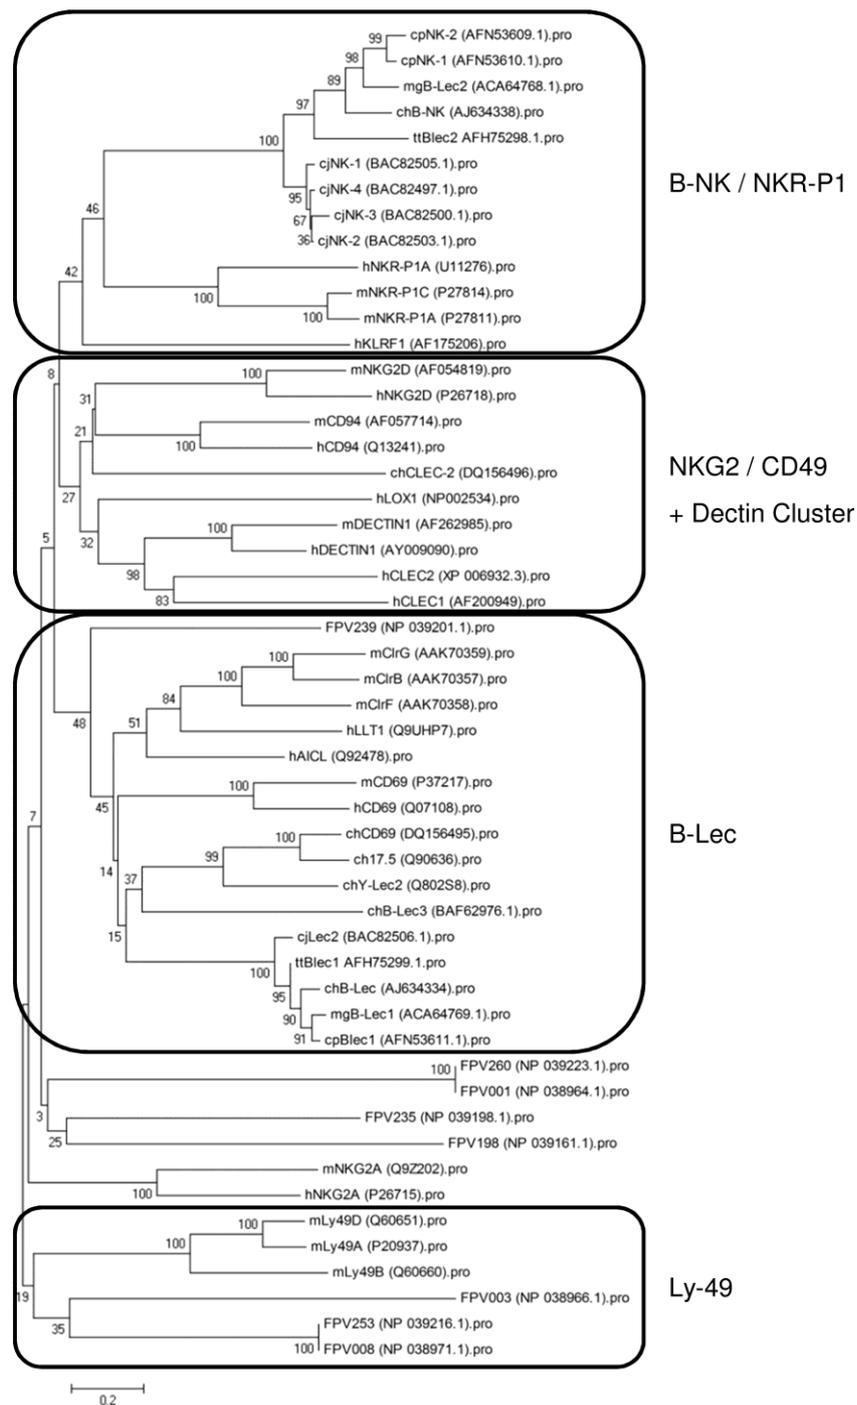 99
cpNK-2 (AFN53609.1).pro
98
cpNK-1 (AFN53610.1).pro
89
mgB-Lec2 (ACA64768.1).pro
97
chB-NK (AJ634338).pro
100
ttBlec2 AFH75298.1.pro
cjNK-1 (BAC82505.1).pro
95
cjNK-4 (BAC82497.1).pro
B-NK / NKR-P1
67
cjNK-3 (BAC82500.1).pro
46
36
cjNK-2 (BAC82503.1).pro
42
hNKR-P1A (U11276).pro
100
mNKR-P1C (P27814).pro
100
mNKR-P1A (P27811).pro
hKLRF1 (AF175206).pro
8
100
mNKG2D (AF054819).pro
31
hNKG2D (P26718).pro
21
mCD94 (AF057714).pro
100
hCD94 (Q13241).pro
NKG2 / CD49
chCLEC-2 (DQ156496).pro
27
hLOX1 (NP002534).pro
+ Dectin Cluster
100
mDECTIN1 (AF262985).pro
5
32
hDECTIN1 (AY009090).pro
98
hCLEC2 (XP 006932.3).pro
83
hCLEC1 (AF200949).pro
FPV239 (NP 039201.1).pro
100
mClrG (AAK70359).pro
100
mClrB (AAK70357).pro
84
mClrF (AAK70358).pro
48
51
hLLT1 (Q9UHP7).pro
hAICL (Q92478).pro
100
mCD69 (P37217).pro
45
hCD69 (Q07108).pro
7
100
chCD69 (DQ156495).pro
B-Lec
99
ch17.5 (Q90636).pro
14
37
chY-Lec2 (Q802S8).pro
chB-Lec3 (BAF62976.1).pro
15
cjLec2 (BAC82506.1).pro
100
ttBlec1 AFH75299.1.pro
95
chB-Lec (AJ634334).pro
90
mgB-Lec1 (ACA64769.1).pro
91
cpBlec1 (AFN53611.1).pro
100
FPV260 (NP 039223.1).pro
FPV001 (NP 038964.1).pro
3
FPV235 (NP 039198.1).pro
25
FPV198 (NP 039161.1).pro
mNKG2A (Q9Z202).pro
100
hNKG2A (P26715).pro
100
mLy49D (Q60651).pro
100
mLy49A (P20937).pro
mLy49B (Q60660).pro
Ly-49
19
FPV003 (NP 038966.1).pro
35
FPV253 (NP 039216.1).pro
100
FPV008 (NP 038971.1).pro
0.2